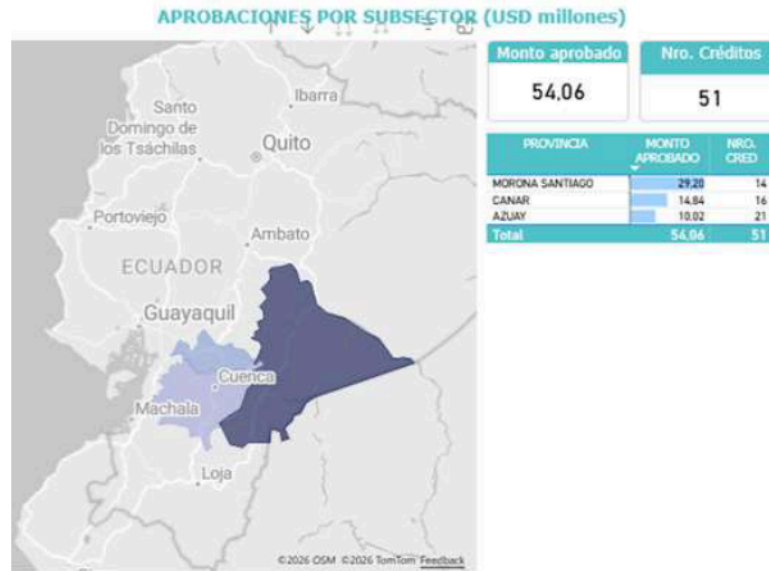 APROBACIONES POR SUBSECTOR (USD millones)
Monto aprobado
54,06
Nro. Créditos
51
PROVINCIA MONTO APROBADO NRO. CRED
MORONA SANTIAGO 29,20 14
CANAR 14,84 16
AZUAY 10,02 21
Total 54,06 51
Ibarra
Santo
Domingo de
los Tsáchilas
Quito
Portoviejo
Ambato
ECUADOR
Guayaquil
Cuenca
Machala
Loja
©2026 OSM ©2026 TomTom Feedback